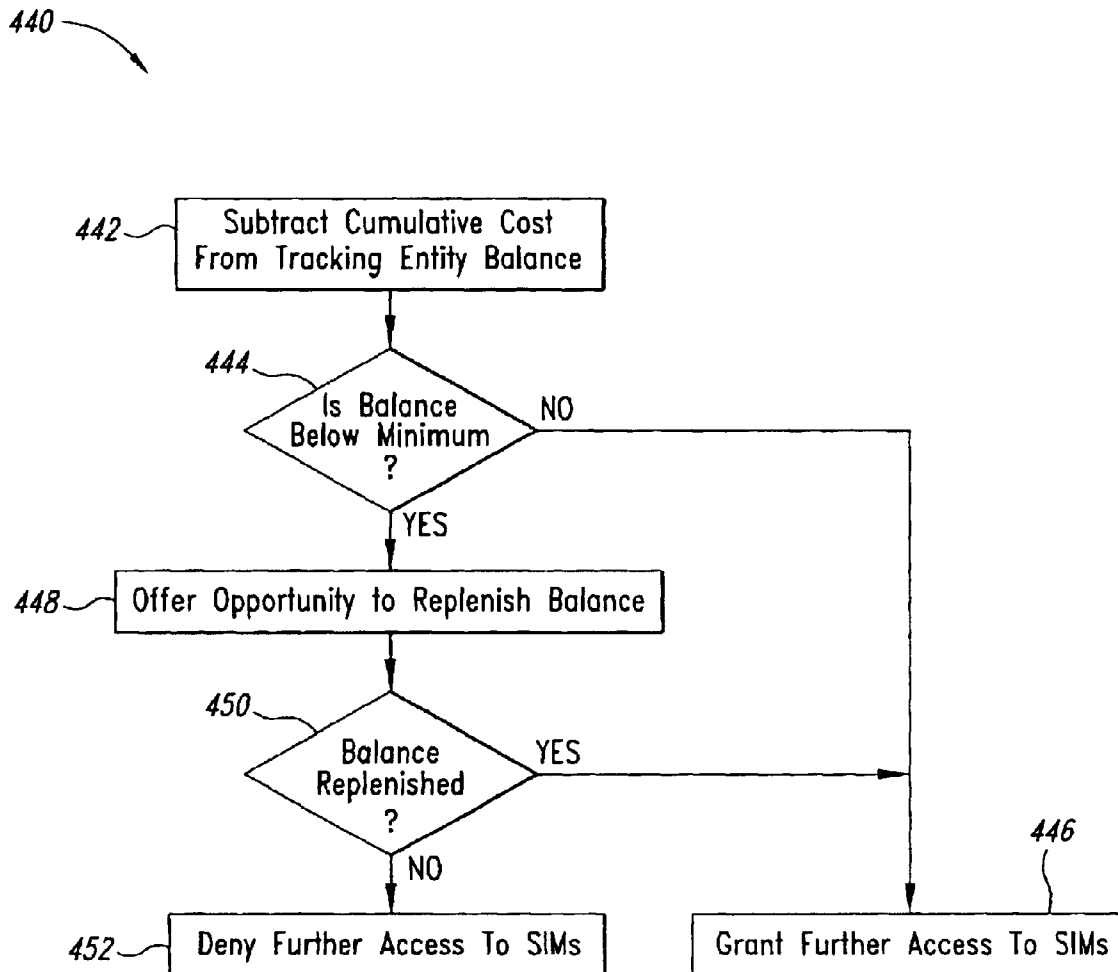 440
442
Subtract Cumulative Cost
From Tracking Entity Balance
444
Is Balance
Below Minimum
?
NO
YES
448
Offer Opportunity to Replenish Balance
450
Balance
Replenished
?
YES
NO
446
452
Deny Further Access To SIMs
Grant Further Access To SIMs